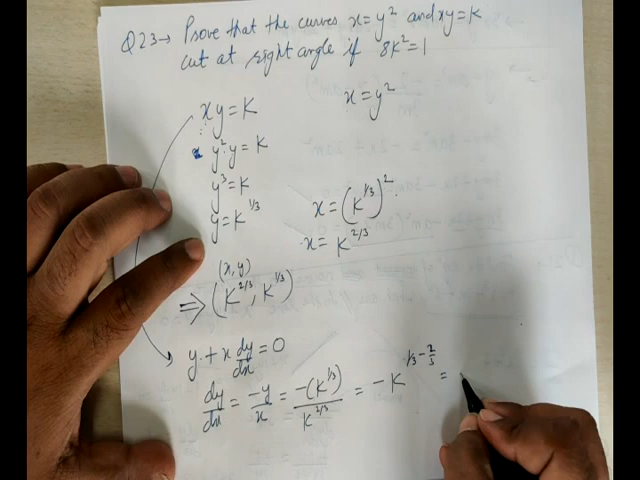 Q23→ Prove that the curves x=y² and xy=K
cut at right angle if 8K²=1
xy=K
x=y²
y²·y=K
y³=K
y=K^1/3
x=(K^1/3)²
x=K^2/3
(x,y)
⇒(K^2/3, K^1/3)
y+x dy/dx=0
dy/dx = -y/x = -(K^1/3)/K^2/3 = -K^1/3-2/3 =